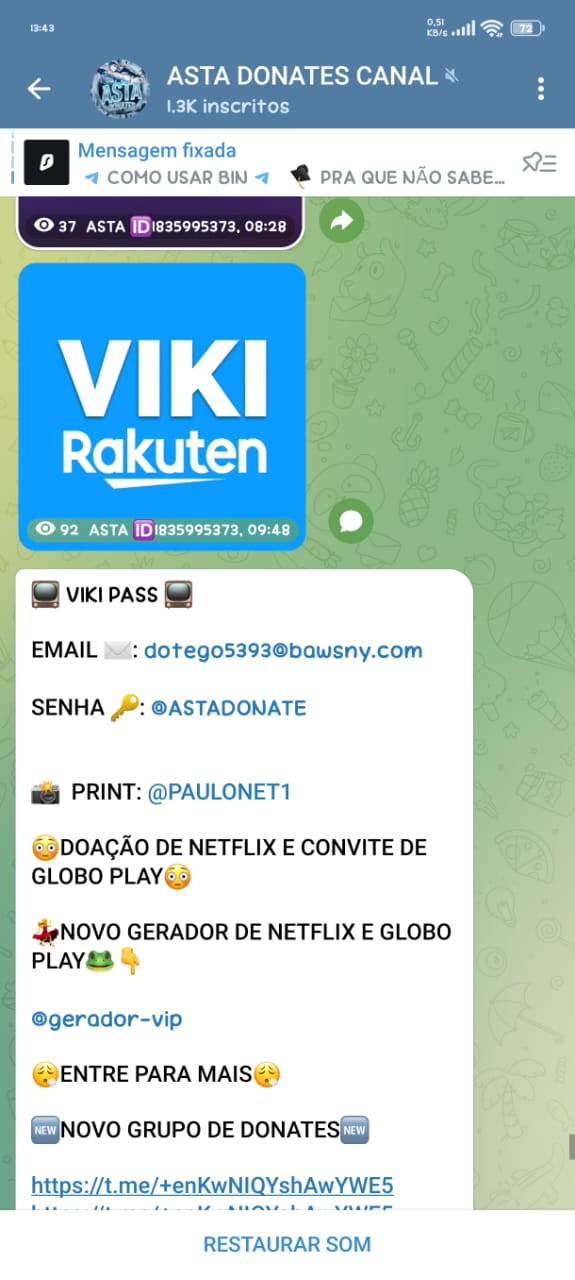 13:43
0,51
KB/s
72
ASTA DONATES CANAL
1.3K inscritos
Mensagem fixada
COMO USAR BIN
PRA QUE NÃO SABE...
37 ASTA 🆔1835995373, 08:28
ASTA
VIKI
Rakuten
92 ASTA 🆔1835995373, 09:48
📺 VIKI PASS 📺
EMAIL ✉️: dotego5393@bawsny.com
SENHA 🔑: @ASTADONATE
📸 PRINT: @PAULONET1
😳DOAÇÃO DE NETFLIX E CONVITE DE
GLOBO PLAY😳
💃NOVO GERADOR DE NETFLIX E GLOBO
PLAY🐸👇
@gerador-vip
😮‍💨ENTRE PARA MAIS😮‍💨
🆕NOVO GRUPO DE DONATES🆕
https://t.me/+enKwNIQYshAwYWE5
RESTAURAR SOM